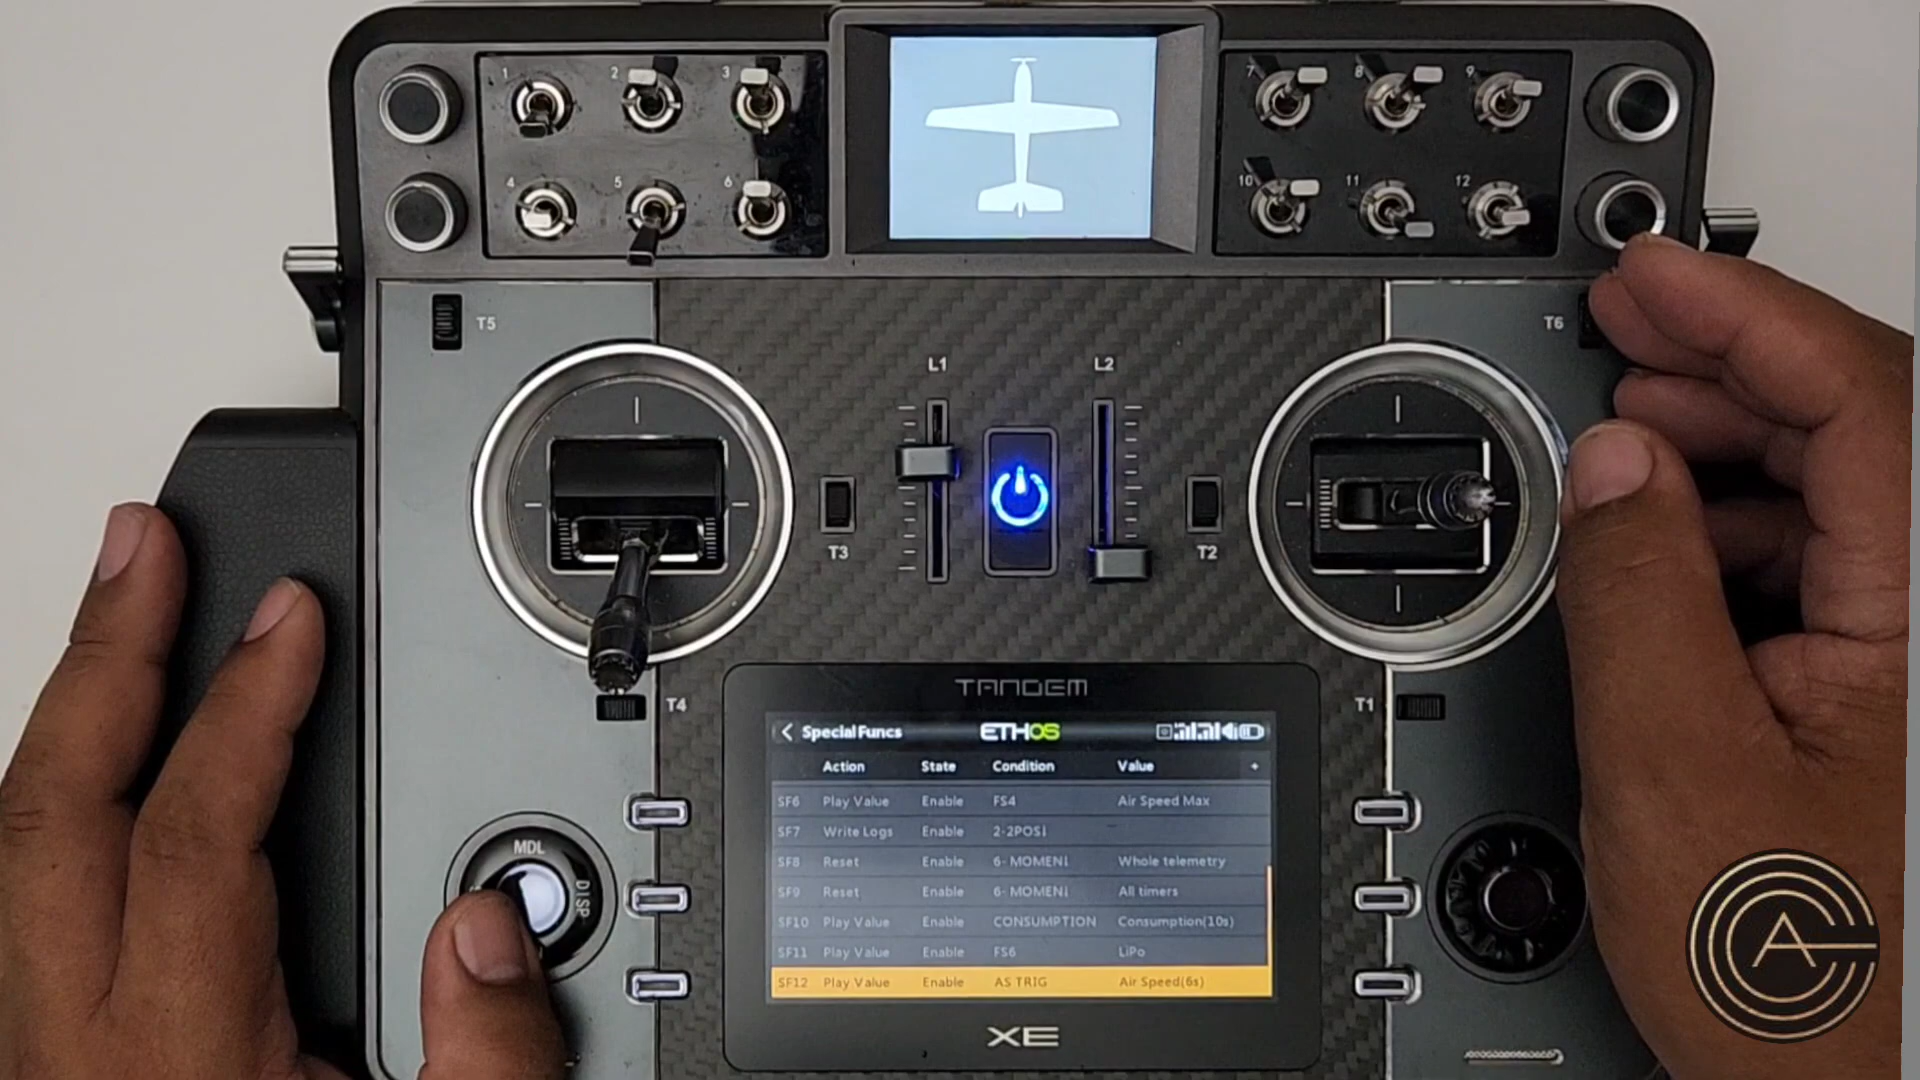 1 2 3
4 5 6
7 8 9
10 11 12
T5
T6
L1 L2
T3 T2
T4 T1
TANDEM
Special Funcs ETHOS
Action State Condition Value +
SF6 Play Value Enable FS4 Air Speed Max
SF7 Write Logs Enable 2-2POS↓
SF8 Reset Enable 6- MOMEN↓ Whole telemetry
SF9 Reset Enable 6- MOMEN↓ All timers
SF10 Play Value Enable CONSUMPTION Consumption(10s)
SF11 Play Value Enable FS6 LiPo
SF12 Play Value Enable AS TRIG Air Speed(6s)
MDL
DISP
XE